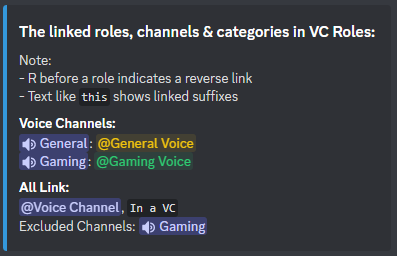 The linked roles, channels & categories in VC Roles:
Note:
- R before a role indicates a reverse link
- Text like this shows linked suffixes
Voice Channels:
General: @General Voice
Gaming: @Gaming Voice
All Link:
@Voice Channel, In a VC
Excluded Channels: Gaming